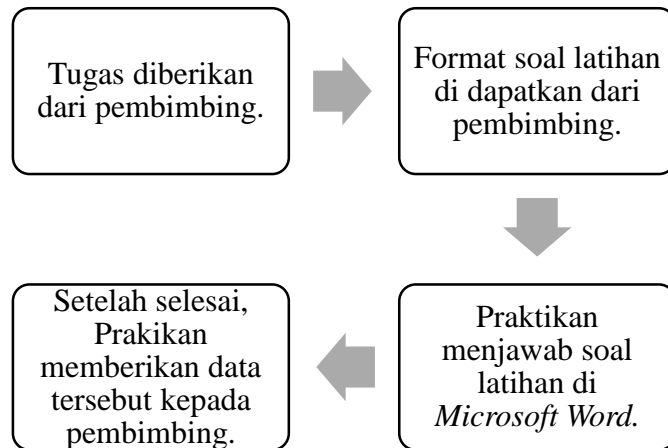 Tugas diberikan
dari pembimbing.
Format soal latihan
di dapatkan dari
pembimbing.
Praktikan
menjawab soal
latihan di
Microsoft Word.
Setelah selesai,
Prakikan
memberikan data
tersebut kepada
pembimbing.